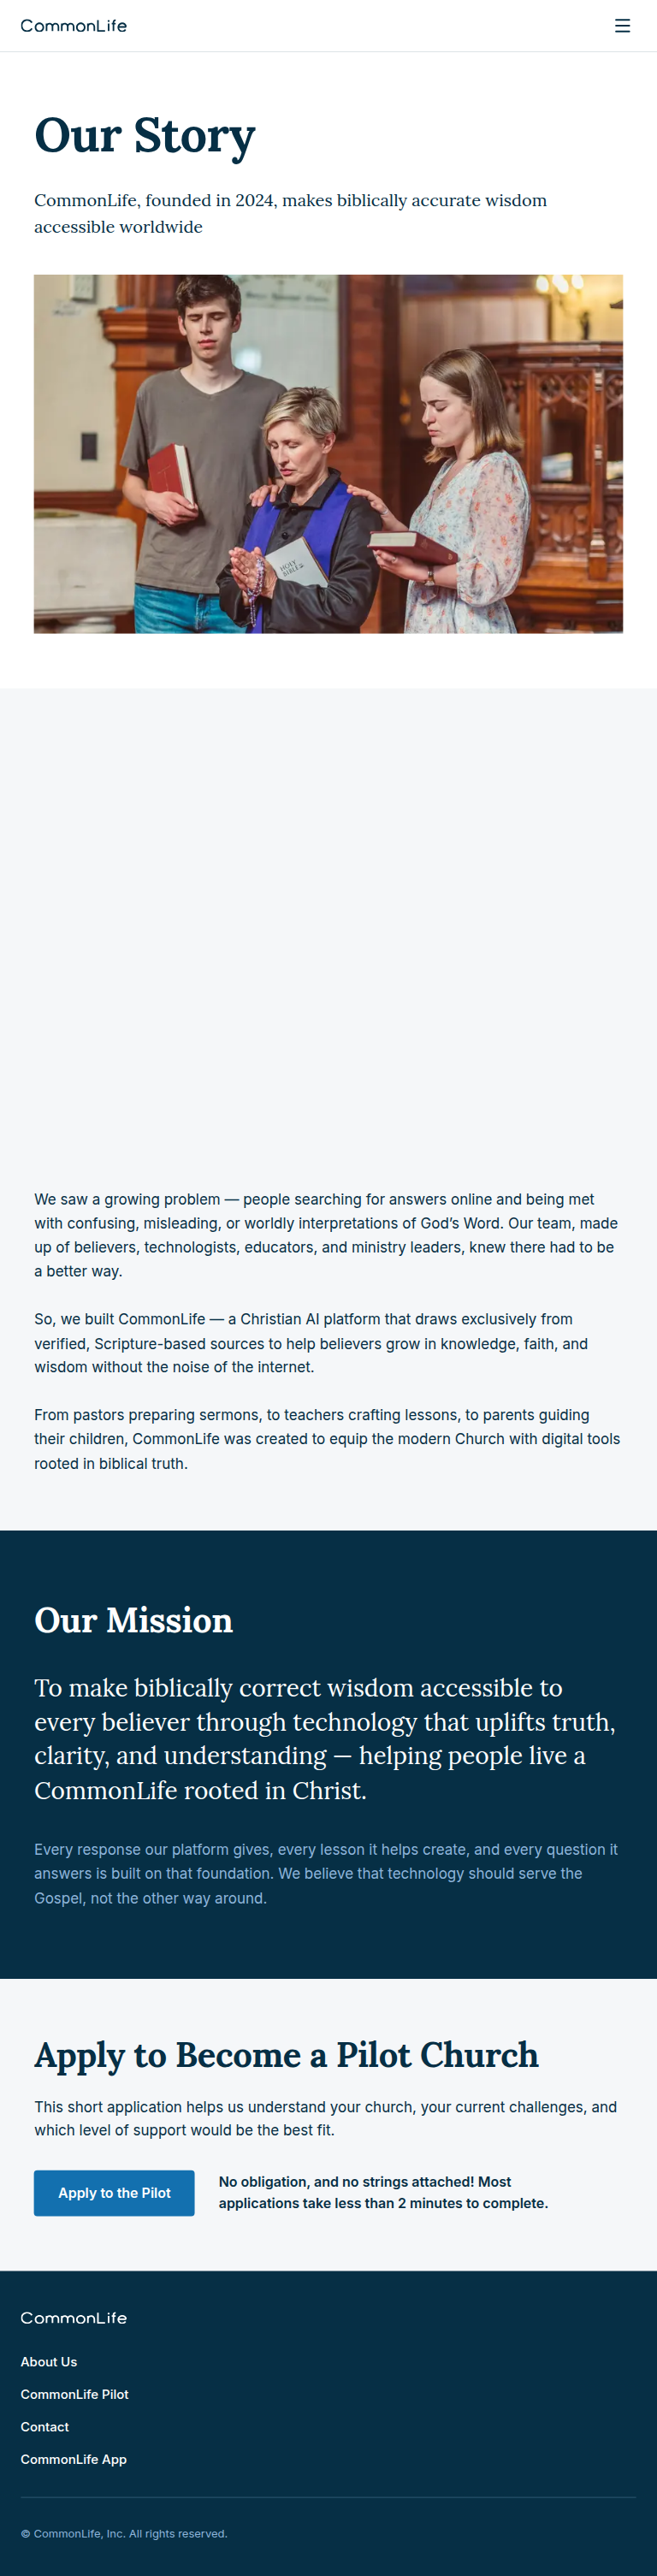 CommonLife
Our Story
CommonLife, founded in 2024, makes biblically accurate wisdom
accessible worldwide
HOLY
BIBLE
We saw a growing problem — people searching for answers online and being met
with confusing, misleading, or worldly interpretations of God’s Word. Our team, made
up of believers, technologists, educators, and ministry leaders, knew there had to be
a better way.
So, we built CommonLife — a Christian AI platform that draws exclusively from
verified, Scripture-based sources to help believers grow in knowledge, faith, and
wisdom without the noise of the internet.
From pastors preparing sermons, to teachers crafting lessons, to parents guiding
their children, CommonLife was created to equip the modern Church with digital tools
rooted in biblical truth.
Our Mission
To make biblically correct wisdom accessible to
every believer through technology that uplifts truth,
clarity, and understanding — helping people live a
CommonLife rooted in Christ.
Every response our platform gives, every lesson it helps create, and every question it
answers is built on that foundation. We believe that technology should serve the
Gospel, not the other way around.
Apply to Become a Pilot Church
This short application helps us understand your church, your current challenges, and
which level of support would be the best fit.
Apply to the Pilot
No obligation, and no strings attached! Most
applications take less than 2 minutes to complete.
CommonLife
About Us
CommonLife Pilot
Contact
CommonLife App
© CommonLife, Inc. All rights reserved.